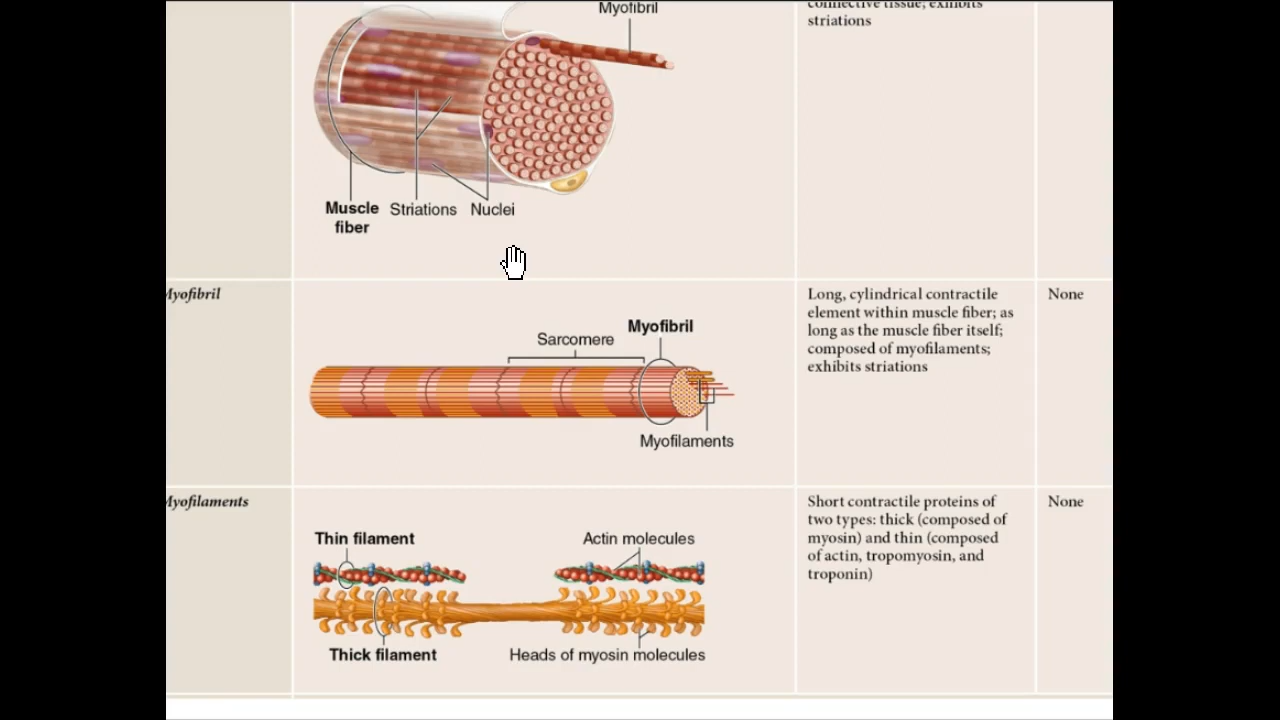 Myofibril
connective tissue; exhibits
striations
Muscle
fiber
Striations
Nuclei
Myofibril
Sarcomere
Myofibril
Myofilaments
Long, cylindrical contractile
element within muscle fiber; as
long as the muscle fiber itself;
composed of myofilaments;
exhibits striations
None
Myofilaments
Thin filament
Actin molecules
Thick filament
Heads of myosin molecules
Short contractile proteins of
two types: thick (composed of
myosin) and thin (composed
of actin, tropomyosin, and
troponin)
None